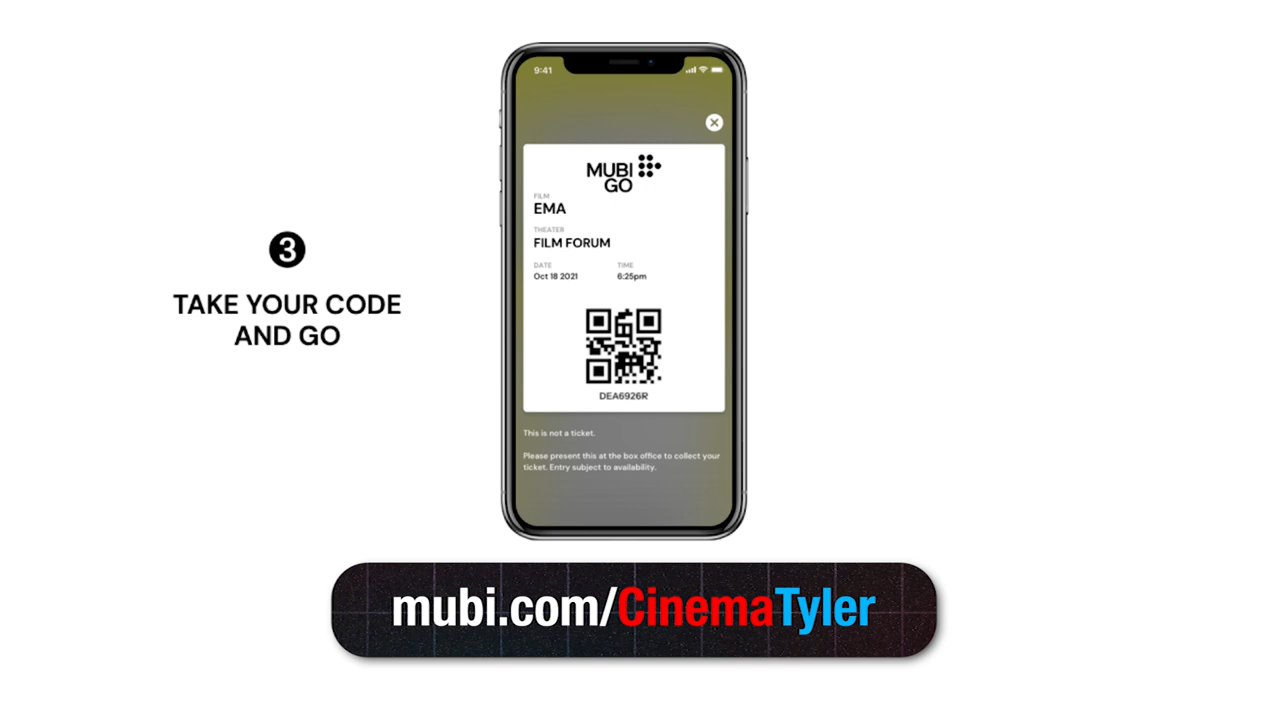 3
TAKE YOUR CODE
AND GO
9:41
MUBI
GO
FILM
EMA
THEATER
FILM FORUM
DATE TIME
Oct 18 2021 6:25pm
DEA6926R
This is not a ticket.
Please present this at the box office to collect your
ticket. Entry subject to availability.
mubi.com/CinemaTyler